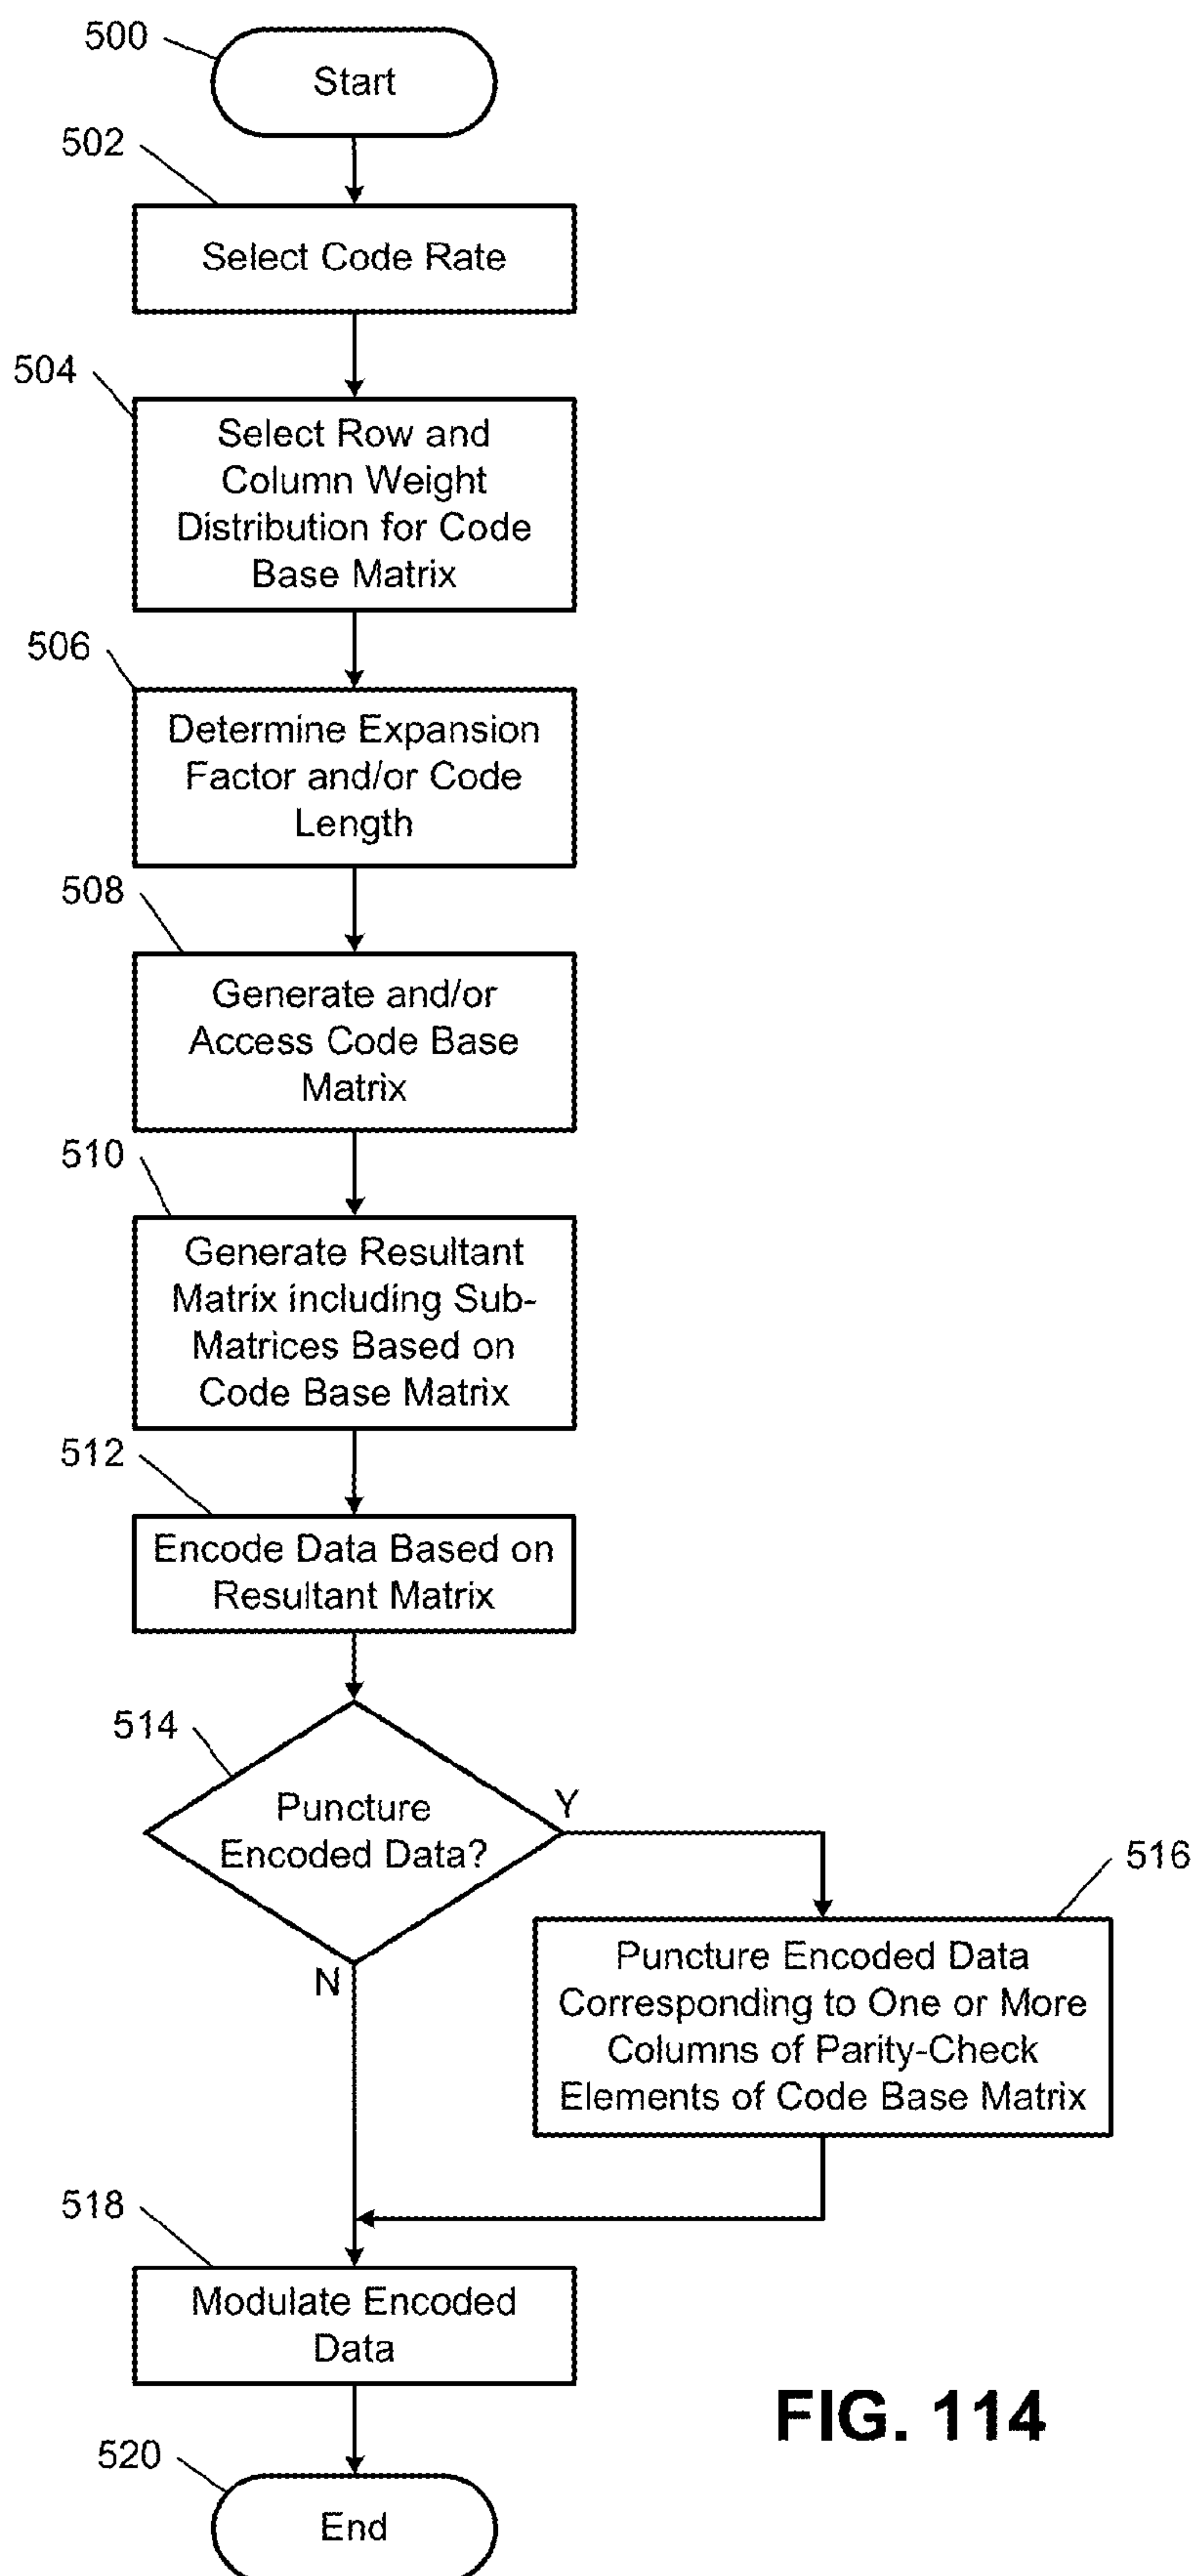 500
Start
502
Select Code Rate
504
Select Row and
Column Weight
Distribution for Code
Base Matrix
506
Determine Expansion
Factor and/or Code
Length
508
Generate and/or
Access Code Base
Matrix
510
Generate Resultant
Matrix including Sub-
Matrices Based on
Code Base Matrix
512
Encode Data Based on
Resultant Matrix
514
Puncture
Encoded Data?
Y
N
516
Puncture Encoded Data
Corresponding to One or More
Columns of Parity-Check
Elements of Code Base Matrix
518
Modulate Encoded
Data
520
End
FIG. 114